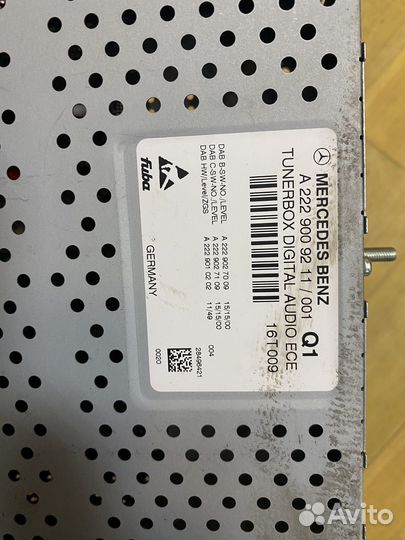 MERCEDES BENZ
A 222 900 92 11 / 001 Q1
TUNERBOX DIGITAL AUDIO ECE
16T009
DAB B-SW-NO./LEVEL A 222 902 70 09 15/15/00
DAB C-SW-NO./LEVEL A 222 902 71 09 15/15/00
DAB HW/Level/ZGS A 222 901 02 02 11/49
004
28496421
fuba
GERMANY
0020
Avito